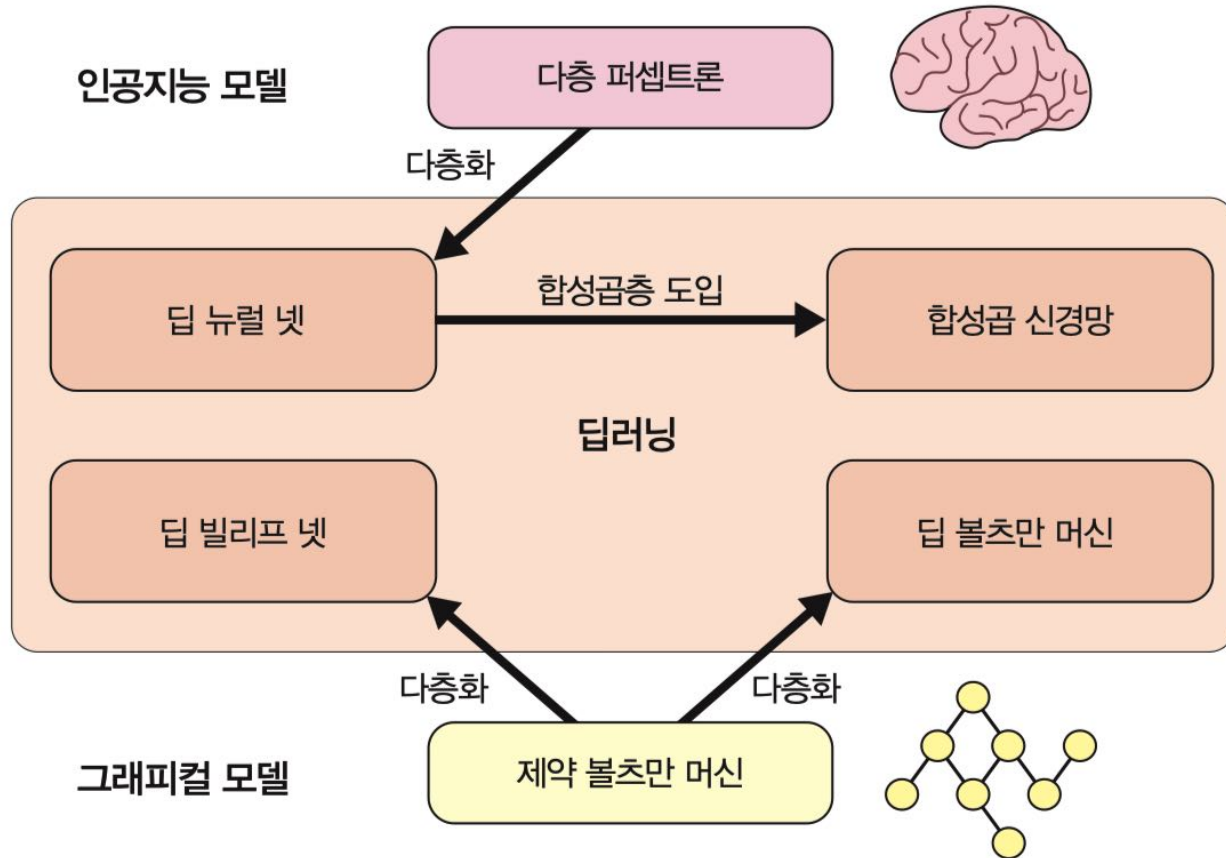 인공지능 모델
다층 퍼셉트론
다층화
딥 뉴럴 넷
합성곱층 도입
합성곱 신경망
딥러닝
딥 빌리프 넷
딥 볼츠만 머신
다층화
다층화
그래피컬 모델
제약 볼츠만 머신